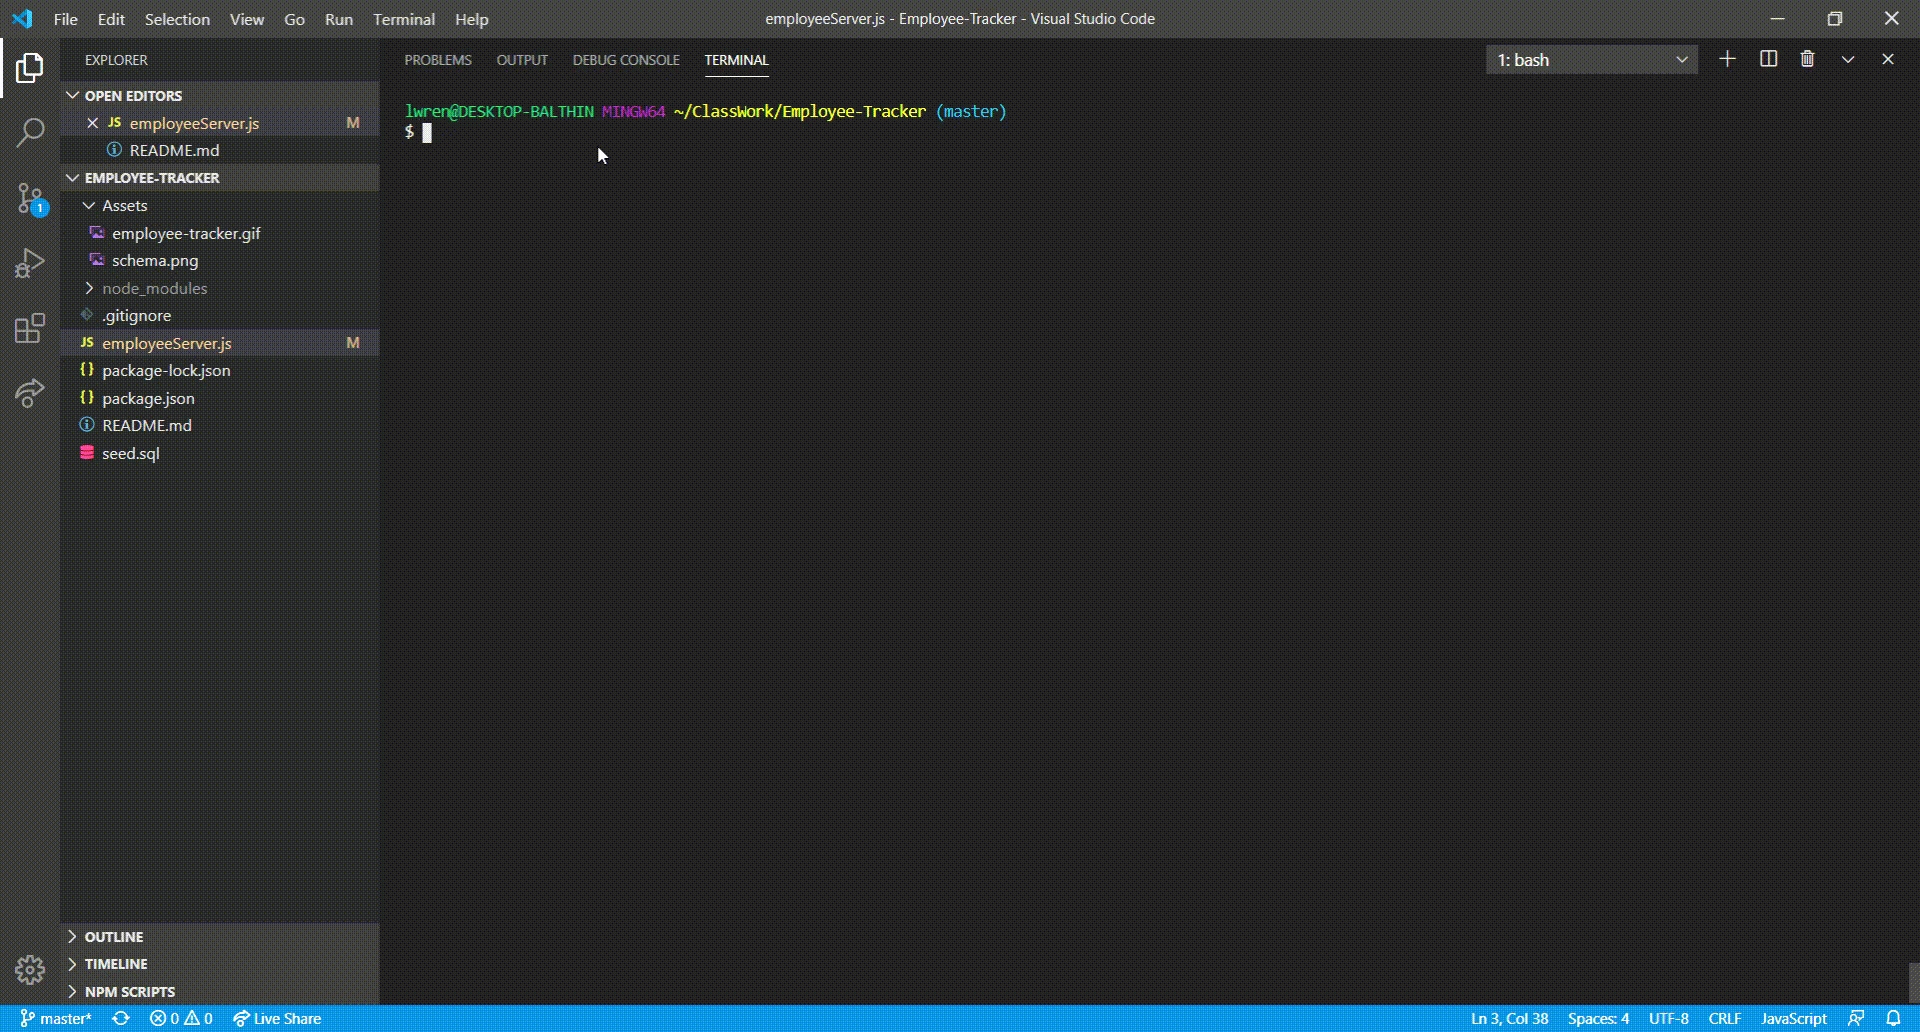 File Edit Selection View Go Run Terminal Help
employeeServer.js - Employee-Tracker - Visual Studio Code
EXPLORER
OPEN EDITORS
JS employeeServer.js M
README.md
EMPLOYEE-TRACKER
Assets
employee-tracker.gif
schema.png
node_modules
.gitignore
JS employeeServer.js M
{} package-lock.json
{} package.json
README.md
seed.sql
OUTLINE
TIMELINE
NPM SCRIPTS
1
PROBLEMS OUTPUT DEBUG CONSOLE TERMINAL
1: bash
lwren@DESKTOP-BALTHIN MINGW64 ~/ClassWork/Employee-Tracker (master)
$
master* 0 0 Live Share
Ln 3, Col 38 Spaces: 4 UTF-8 CRLF JavaScript